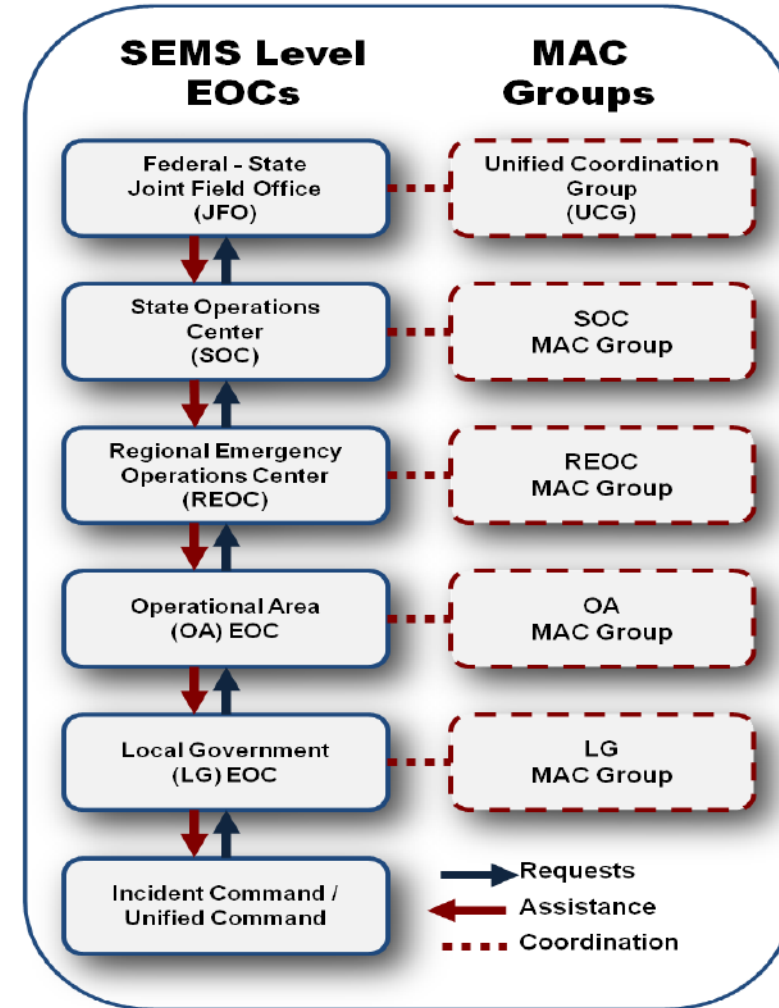 SEMS Level
EOCs
MAC
Groups
Federal - State
Joint Field Office
(JFO)
Unified Coordination
Group
(UCG)
State Operations
Center
(SOC)
SOC
MAC Group
Regional Emergency
Operations Center
(REOC)
REOC
MAC Group
Operational Area
(OA) EOC
OA
MAC Group
Local Government
(LG) EOC
LG
MAC Group
Incident Command /
Unified Command
Requests
Assistance
Coordination